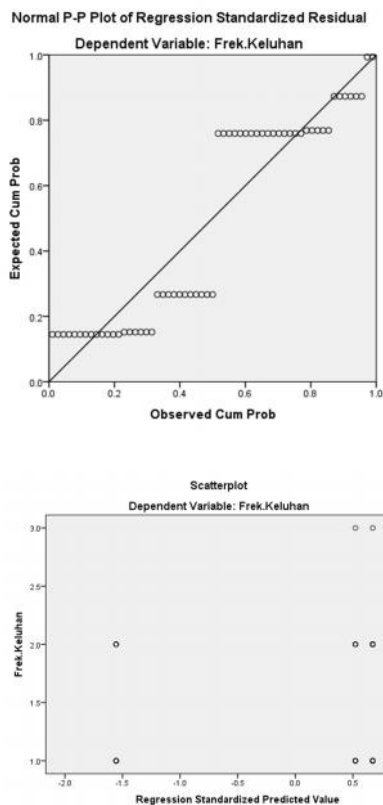 Normal P-P Plot of Regression Standardized Residual
Dependent Variable: Frek.Keluhan
1.0
0.8
0.6
0.4
0.2
0.0
Expected Cum Prob
0.0 0.2 0.4 0.6 0.8 1.0
Observed Cum Prob
Scatterplot
Dependent Variable: Frek.Keluhan
3.0
2.5
2.0
1.5
1.0
Frek.Keluhan
-2.0 -1.5 -1.0 -0.5 0.0 0.5
Regression Standardized Predicted Value